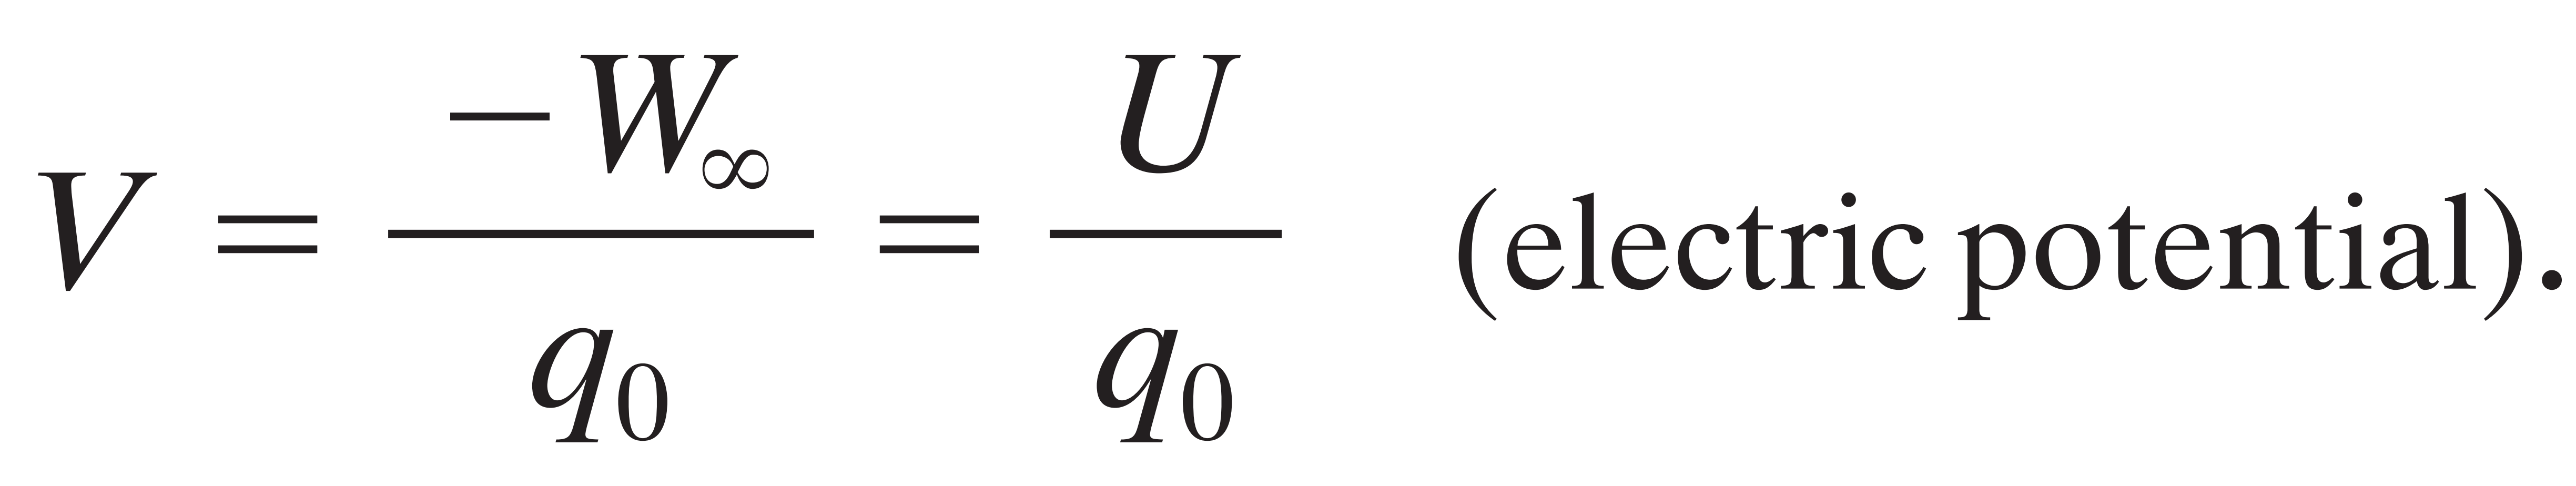 V = −W∞/q₀ = U/q₀ (electric potential).